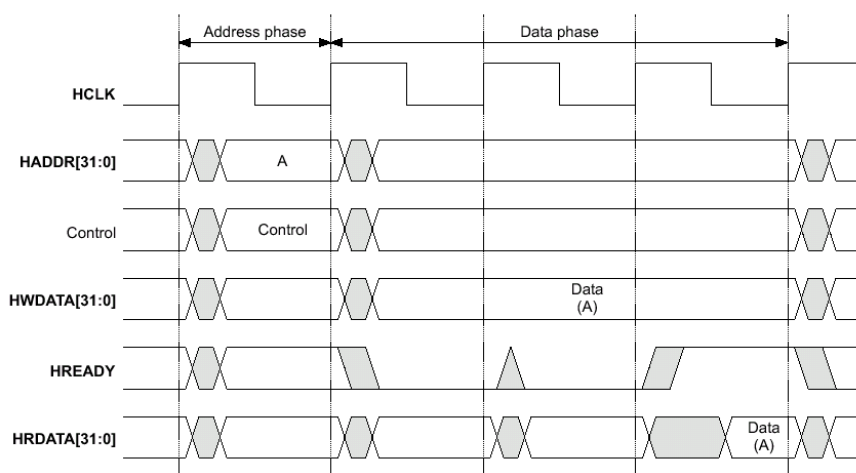 Address phase
Data phase
HCLK
HADDR[31:0]
A
Control
Control
HWDATA[31:0]
Data
(A)
HREADY
HRDATA[31:0]
Data
(A)